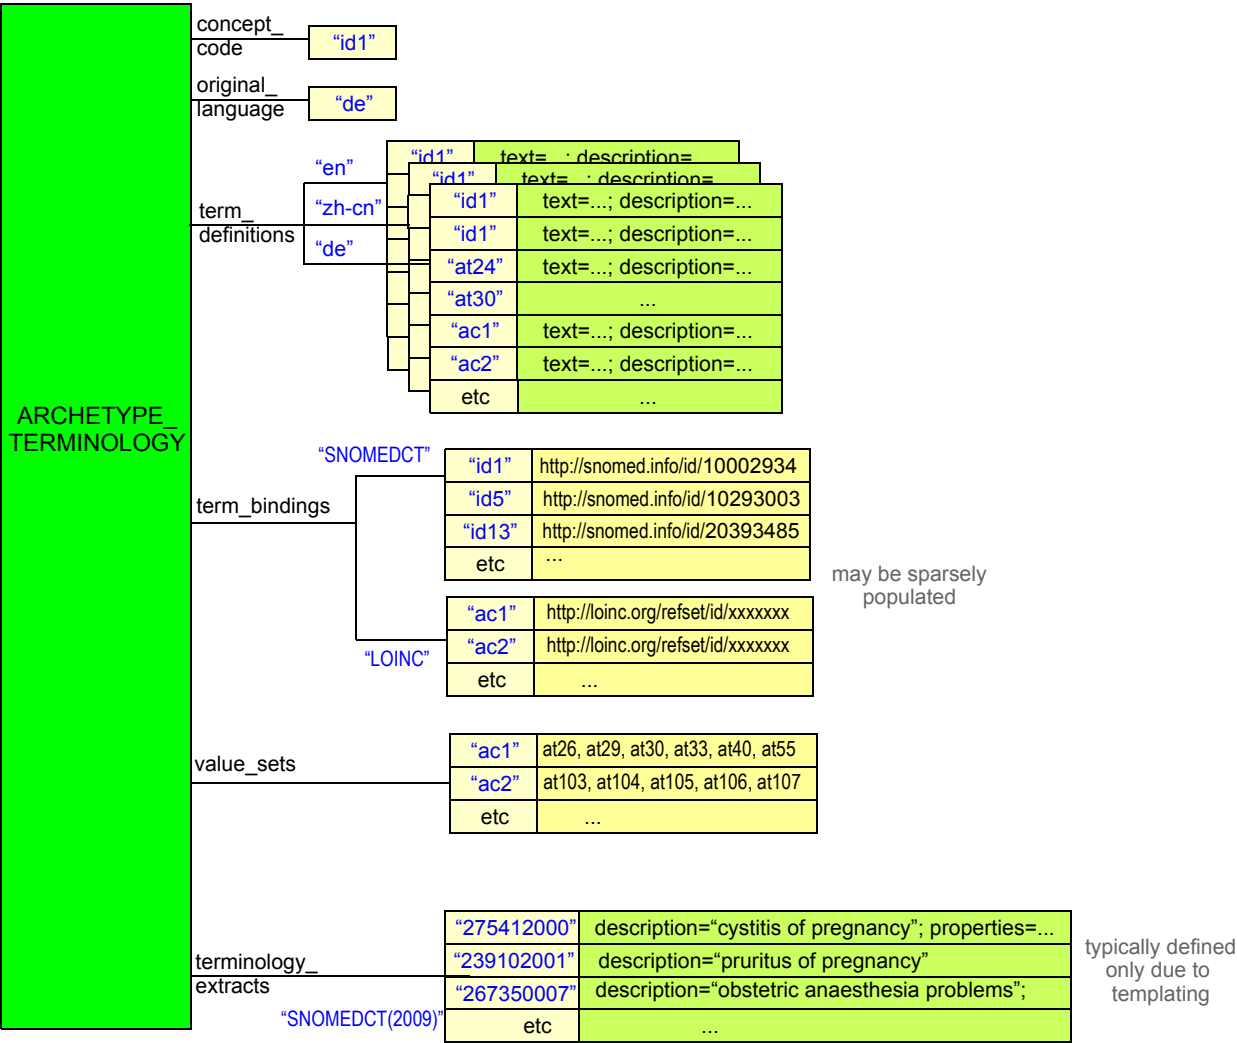 concept_
code
“id1”
original_
language
“de”
“en”
“zh-cn”
“de”
term_
definitions
“id1” text=...; description=...
“id1” text=...; description=...
“id1” text=...; description=...
“id1” text=...; description=...
“at24” text=...; description=...
“at30” ...
“ac1” text=...; description=...
“ac2” text=...; description=...
etc ...
ARCHETYPE_
TERMINOLOGY
term_bindings
“SNOMEDCT”
“id1” http://snomed.info/id/10002934
“id5” http://snomed.info/id/10293003
“id13” http://snomed.info/id/20393485
etc ...
may be sparsely
populated
“LOINC”
“ac1” http://loinc.org/refset/id/xxxxxxx
“ac2” http://loinc.org/refset/id/xxxxxxx
etc ...
value_sets
“ac1” at26, at29, at30, at33, at40, at55
“ac2” at103, at104, at105, at106, at107
etc ...
terminology_
extracts
“SNOMEDCT(2009)”
“275412000” description=“cystitis of pregnancy”; properties=...
“239102001” description=“pruritus of pregnancy”
“267350007” description=“obstetric anaesthesia problems”;
etc ...
typically defined
only due to
templating